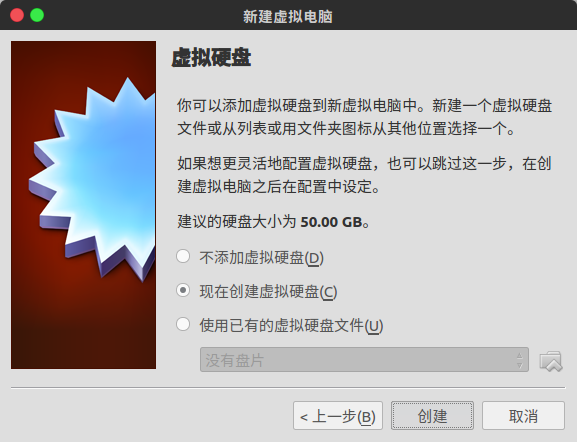 新建虚拟电脑
虚拟硬盘
你可以添加虚拟硬盘到新虚拟电脑中。新建一个虚拟硬盘
文件或从列表或用文件夹图标从其他位置选择一个。
如果想更灵活地配置虚拟硬盘，也可以跳过这一步，在创
建虚拟电脑之后在配置中设定。
建议的硬盘大小为 50.00 GB。
不添加虚拟硬盘(D)
现在创建虚拟硬盘(C)
使用已有的虚拟硬盘文件(U)
没有盘片
< 上一步(B) 创建 取消